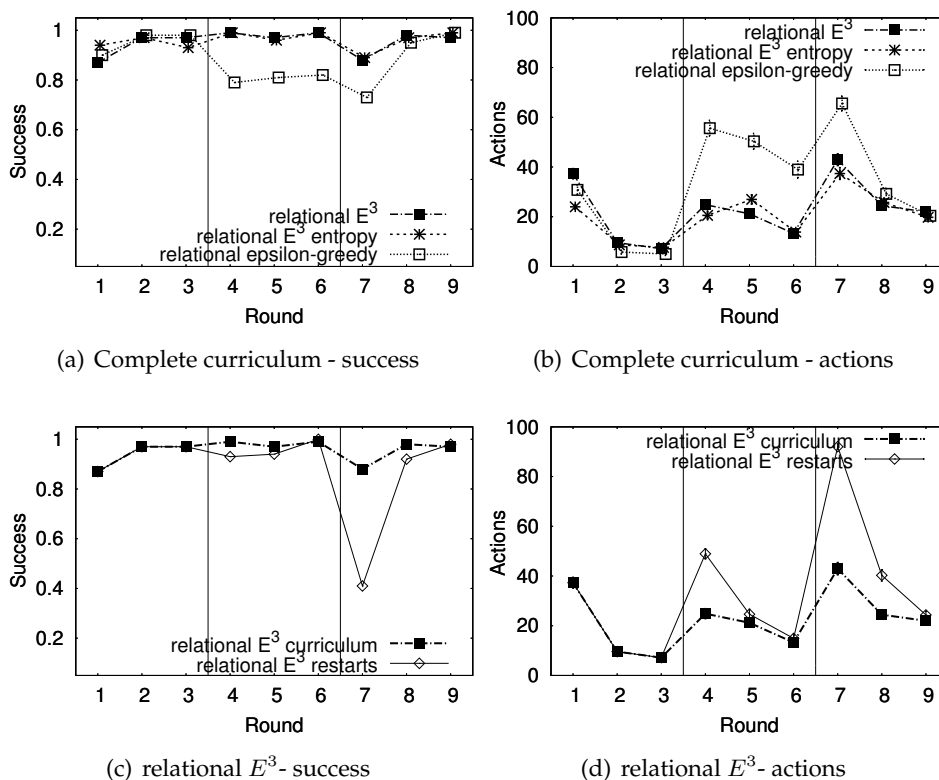 1
0.8
0.6
0.4
0.2
Success
relational E³
relational E³ entropy
relational epsilon-greedy
1 2 3 4 5 6 7 8 9
Round
(a) Complete curriculum - success
100
80
60
40
20
0
Actions
relational E³
relational E³ entropy
relational epsilon-greedy
1 2 3 4 5 6 7 8 9
Round
(b) Complete curriculum - actions
1
0.8
0.6
0.4
0.2
Success
relational E³ curriculum
relational E³ restarts
1 2 3 4 5 6 7 8 9
Round
(c) relational E³- success
100
80
60
40
20
0
Actions
relational E³ curriculum
relational E³ restarts
1 2 3 4 5 6 7 8 9
Round
(d) relational E³- actions